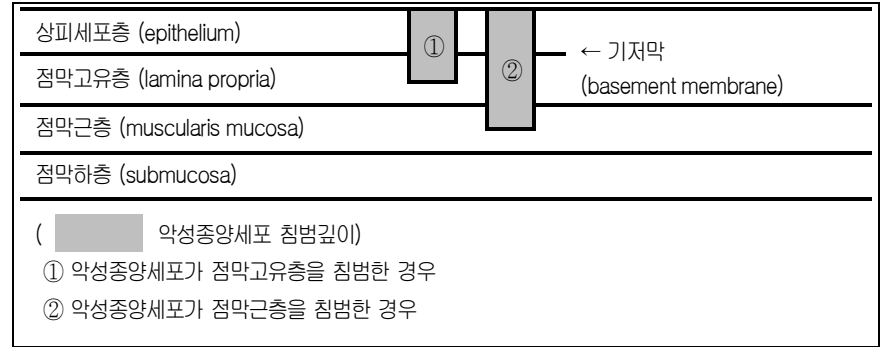 상피세포층 (epithelium)
①
② ← 기저막
점막고유층 (lamina propria)
(basement membrane)
점막근층 (muscularis mucosa)
점막하층 (submucosa)
( 악성종양세포 침범깊이)
① 악성종양세포가 점막고유층을 침범한 경우
② 악성종양세포가 점막근층을 침범한 경우